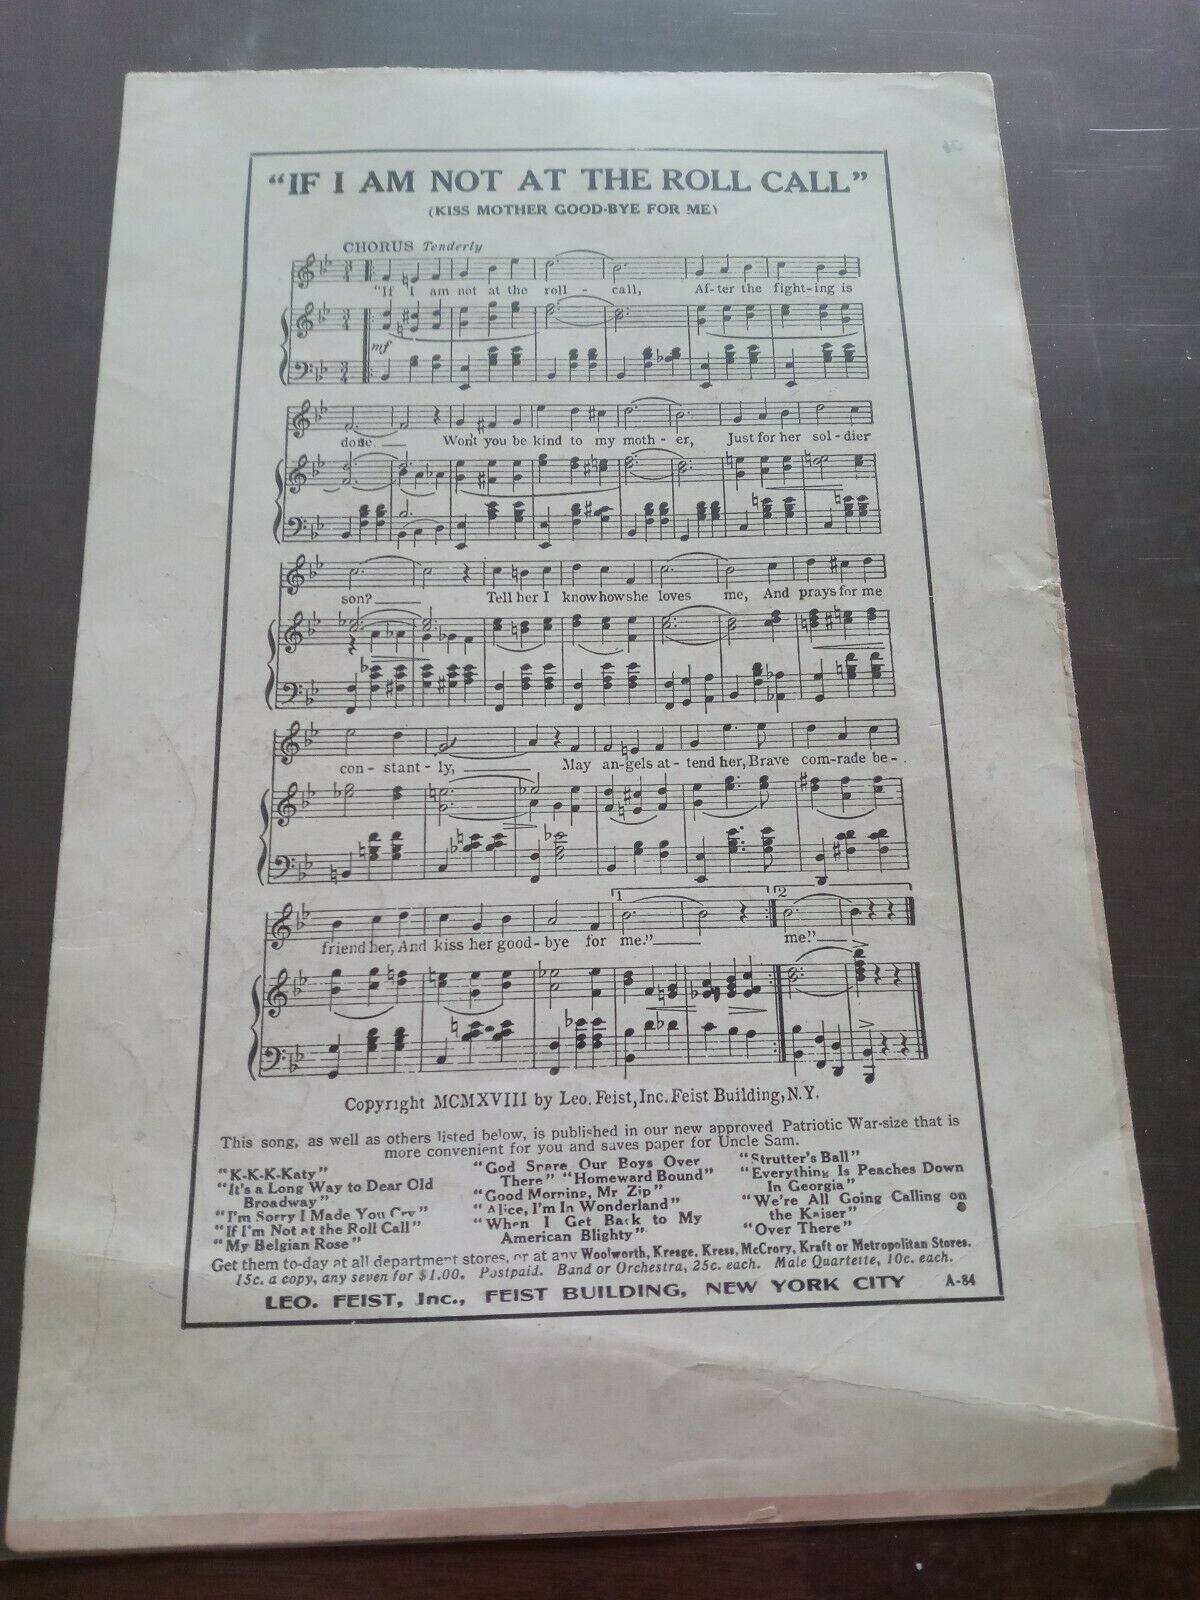 "IF I AM NOT AT THE ROLL CALL"
(KISS MOTHER GOOD-BYE FOR ME)
CHORUS Tenderly
"If I am not at the roll - call, Af-ter the fight-ing is
mf
done. Won't you be kind to my moth - er, Just for her sol - dier
son? Tell her I know how she loves me, And prays for me
con - stant - ly, May an-gels at - tend her, Brave com-rade be -
1 2
friend her, And kiss her good - bye for me." me."
Copyright MCMXVIII by Leo. Feist, Inc. Feist Building, N.Y.
This song, as well as others listed below, is published in our new approved Patriotic War-size that is
more convenient for you and saves paper for Uncle Sam.
"K-K-K-Katy"
"It's a Long Way to Dear Old
Broadway"
"I'm Sorry I Made You Cry"
"If I'm Not at the Roll Call"
"My Belgian Rose"
"God Spare Our Boys Over
There" "Homeward Bound"
"Good Morning, Mr Zip"
"Alice, I'm In Wonderland"
"When I Get Back to My
American Blighty"
"Strutter's Ball"
"Everything Is Peaches Down
In Georgia"
"We're All Going Calling on
the Kaiser"
"Over There"
Get them to-day at all department stores, or at any Woolworth, Kresge, Kress, McCrory, Kraft or Metropolitan Stores.
15c. a copy, any seven for $1.00. Postpaid. Band or Orchestra, 25c. each. Male Quartette, 10c. each.
LEO. FEIST, Inc., FEIST BUILDING, NEW YORK CITY A-84